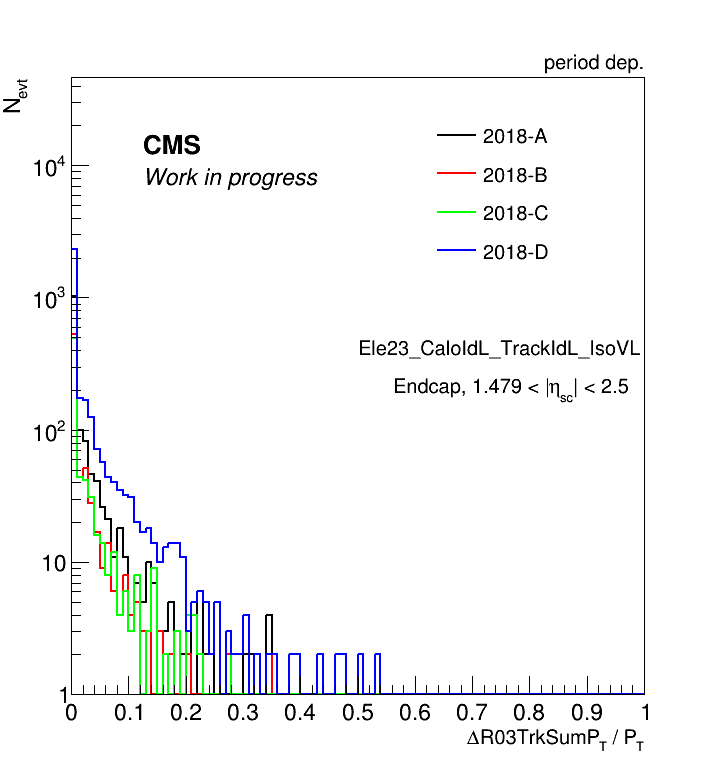 period dep.
N_evt
CMS
Work in progress
2018-A
2018-B
2018-C
2018-D
Ele23_CaloIdL_TrackIdL_IsoVL
Endcap, 1.479 < |η_sc| < 2.5
10^4
10^3
10^2
10
1
0 0.1 0.2 0.3 0.4 0.5 0.6 0.7 0.8 0.9 1
ΔR03TrkSumP_T / P_T